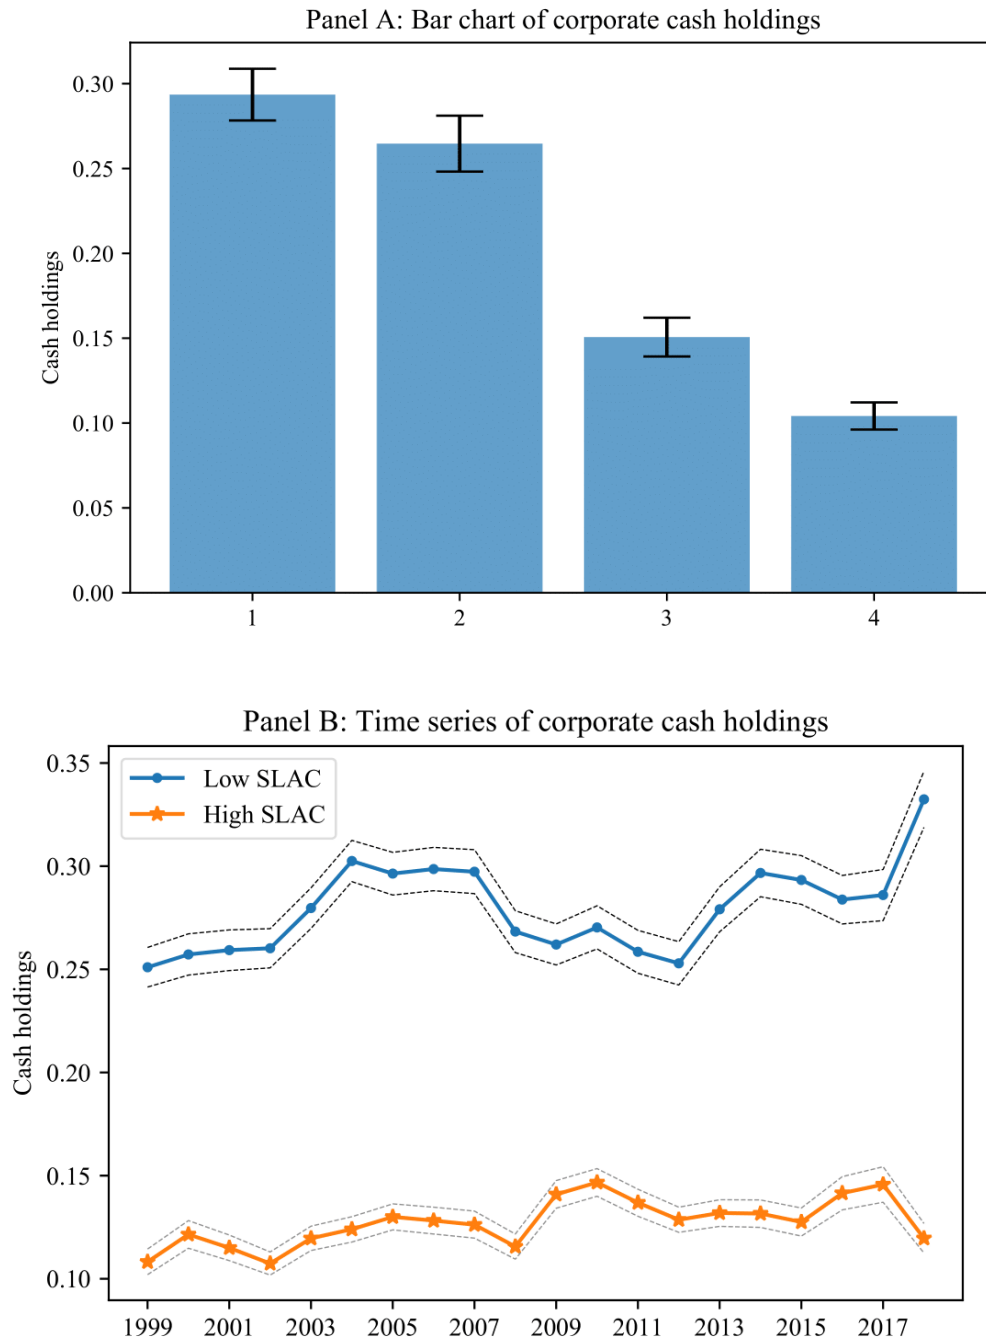 Panel A: Bar chart of corporate cash holdings
0.30
0.25
0.20
0.15
0.10
0.05
0.00
Cash holdings
1 2 3 4
Panel B: Time series of corporate cash holdings
0.35
0.30
0.25
0.20
0.15
0.10
Cash holdings
Low SLAC
High SLAC
1999 2001 2003 2005 2007 2009 2011 2013 2015 2017